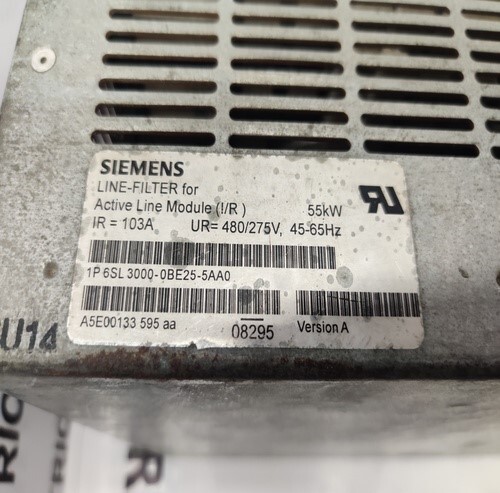 SIEMENS
LINE-FILTER for
Active Line Module (I/R) 55kW
IR = 103A UR= 480/275V, 45-65Hz
1P 6SL 3000-0BE25-5AA0
A5E00133 595 aa 08295 Version A
U14
RIC
R